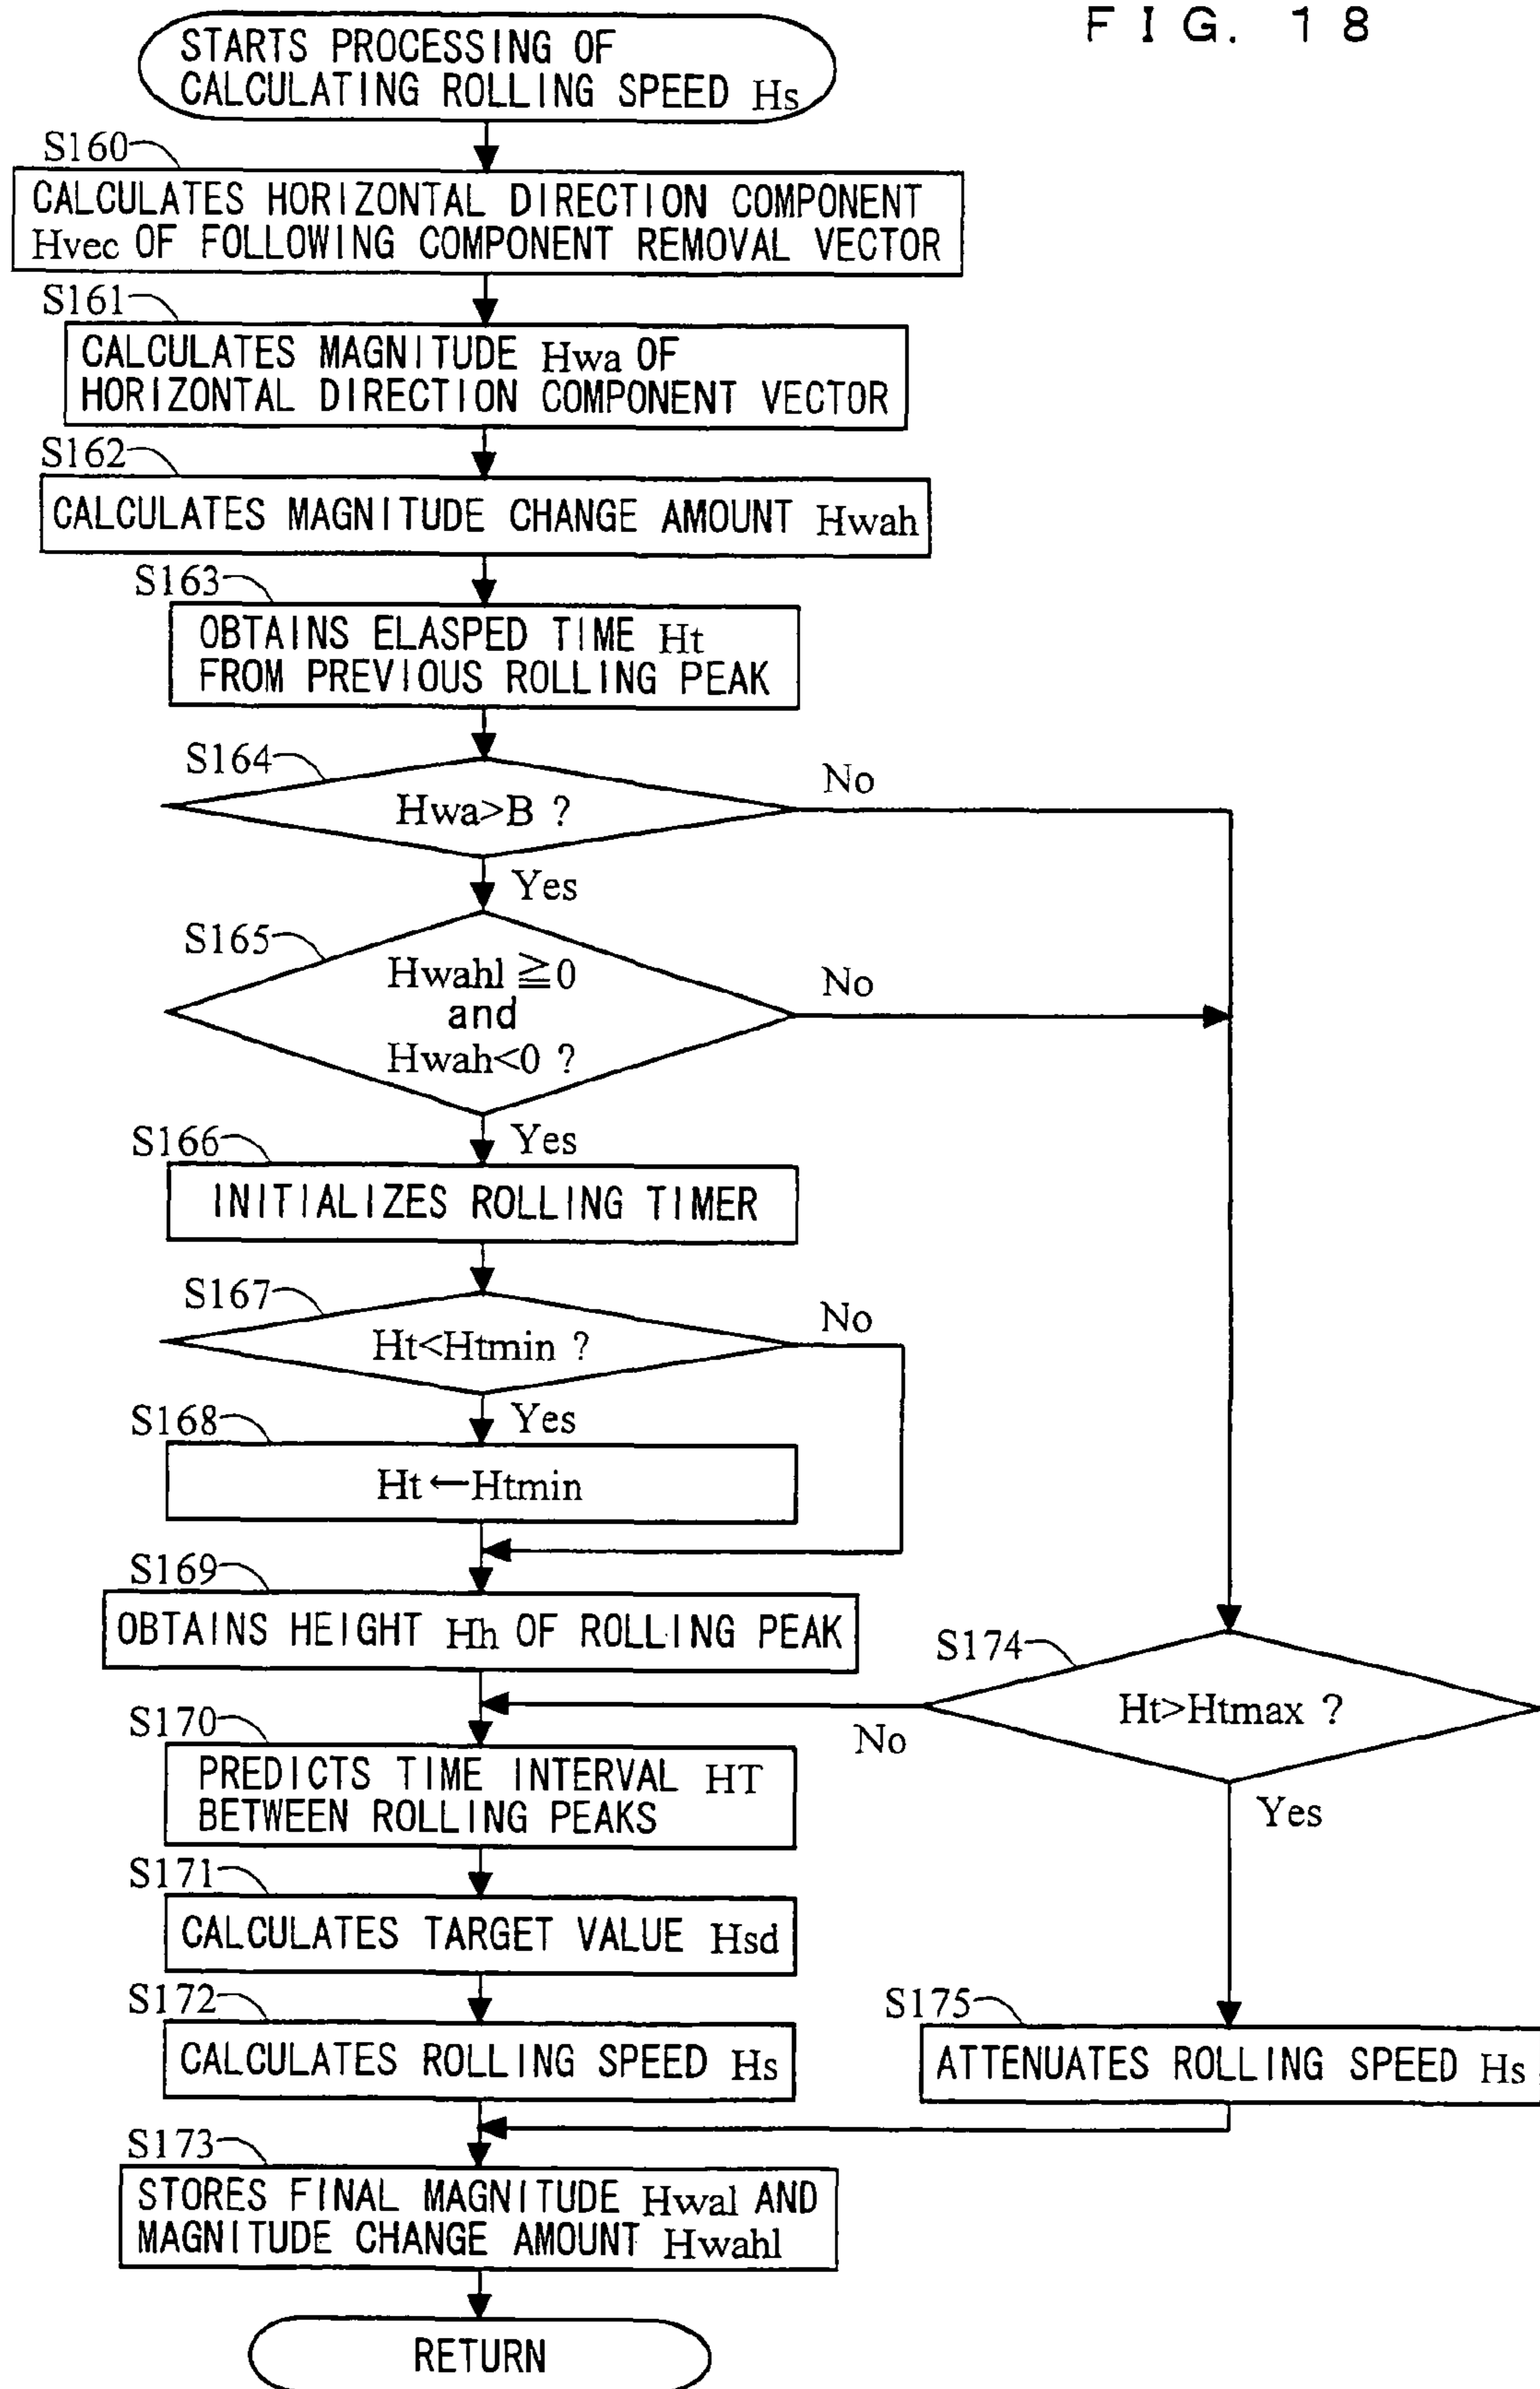 FIG. 18
STARTS PROCESSING OF
CALCULATING ROLLING SPEED Hs
S160
CALCULATES HORIZONTAL DIRECTION COMPONENT
Hvec OF FOLLOWING COMPONENT REMOVAL VECTOR
S161
CALCULATES MAGNITUDE Hwa OF
HORIZONTAL DIRECTION COMPONENT VECTOR
S162
CALCULATES MAGNITUDE CHANGE AMOUNT Hwah
S163
OBTAINS ELASPED TIME Ht
FROM PREVIOUS ROLLING PEAK
S164
Hwa>B ?
No
Yes
S165
Hwahl ≧0
and
Hwah<0 ?
No
Yes
S166
INITIALIZES ROLLING TIMER
S167
Ht<Htmin ?
No
Yes
S168
Ht←Htmin
S169
OBTAINS HEIGHT Hh OF ROLLING PEAK
S174
Ht>Htmax ?
No
Yes
S170
PREDICTS TIME INTERVAL HT
BETWEEN ROLLING PEAKS
S171
CALCULATES TARGET VALUE Hsd
S172
CALCULATES ROLLING SPEED Hs
S175
ATTENUATES ROLLING SPEED Hs
S173
STORES FINAL MAGNITUDE Hwal AND
MAGNITUDE CHANGE AMOUNT Hwahl
RETURN